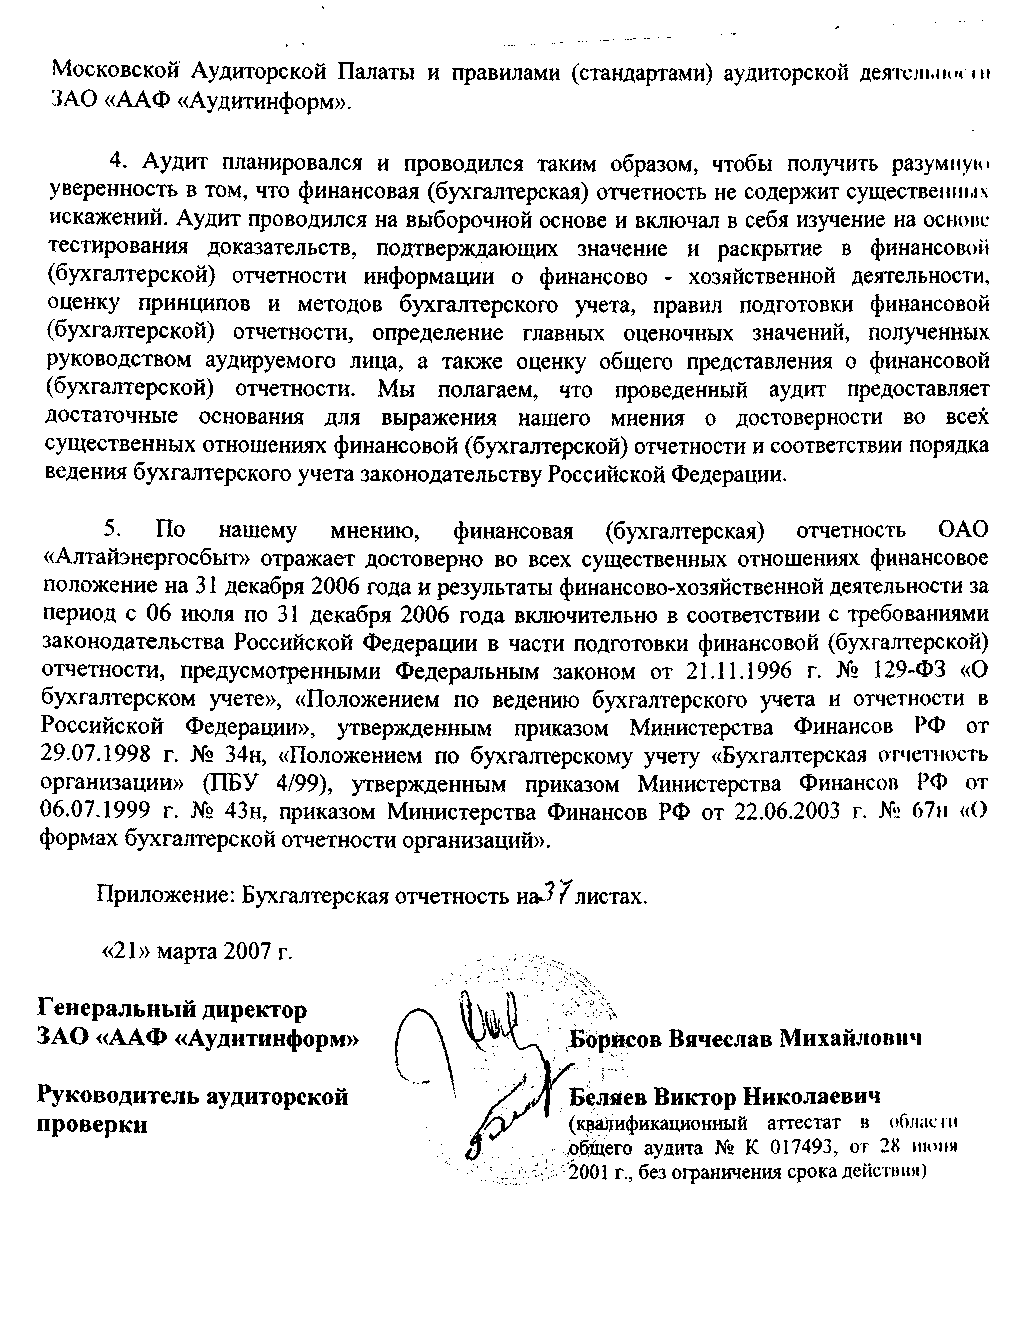 Московской Аудиторской Палаты и правилами (стандартами) аудиторской деятельности
ЗАО «ААФ «Аудитинформ».
4. Аудит планировался и проводился таким образом, чтобы получить разумную
уверенность в том, что финансовая (бухгалтерская) отчетность не содержит существенных
искажений. Аудит проводился на выборочной основе и включал в себя изучение на основе
тестирования доказательств, подтверждающих значение и раскрытие в финансовой
(бухгалтерской) отчетности информации о финансово - хозяйственной деятельности,
оценку принципов и методов бухгалтерского учета, правил подготовки финансовой
(бухгалтерской) отчетности, определение главных оценочных значений, полученных
руководством аудируемого лица, а также оценку общего представления о финансовой
(бухгалтерской) отчетности. Мы полагаем, что проведенный аудит предоставляет
достаточные основания для выражения нашего мнения о достоверности во всех
существенных отношениях финансовой (бухгалтерской) отчетности и соответствии порядка
ведения бухгалтерского учета законодательству Российской Федерации.
5. По нашему мнению, финансовая (бухгалтерская) отчетность ОАО
«Алтайэнергосбыт» отражает достоверно во всех существенных отношениях финансовое
положение на 31 декабря 2006 года и результаты финансово-хозяйственной деятельности за
период с 06 июля по 31 декабря 2006 года включительно в соответствии с требованиями
законодательства Российской Федерации в части подготовки финансовой (бухгалтерской)
отчетности, предусмотренными Федеральным законом от 21.11.1996 г. № 129-ФЗ «О
бухгалтерском учете», «Положением по ведению бухгалтерского учета и отчетности в
Российской Федерации», утвержденным приказом Министерства Финансов РФ от
29.07.1998 г. № 34н, «Положением по бухгалтерскому учету «Бухгалтерская отчетность
организации» (ПБУ 4/99), утвержденным приказом Министерства Финансов РФ от
06.07.1999 г. № 43н, приказом Министерства Финансов РФ от 22.06.2003 г. № 67н «О
формах бухгалтерской отчетности организаций».
Приложение: Бухгалтерская отчетность на 37 листах.
«21» марта 2007 г.
Генеральный директор
ЗАО «ААФ «Аудитинформ» Борисов Вячеслав Михайлович
Руководитель аудиторской Беляев Виктор Николаевич
проверки (квалификационный аттестат в области
общего аудита № К 017493, от 28 июня
2001 г., без ограничения срока действия)